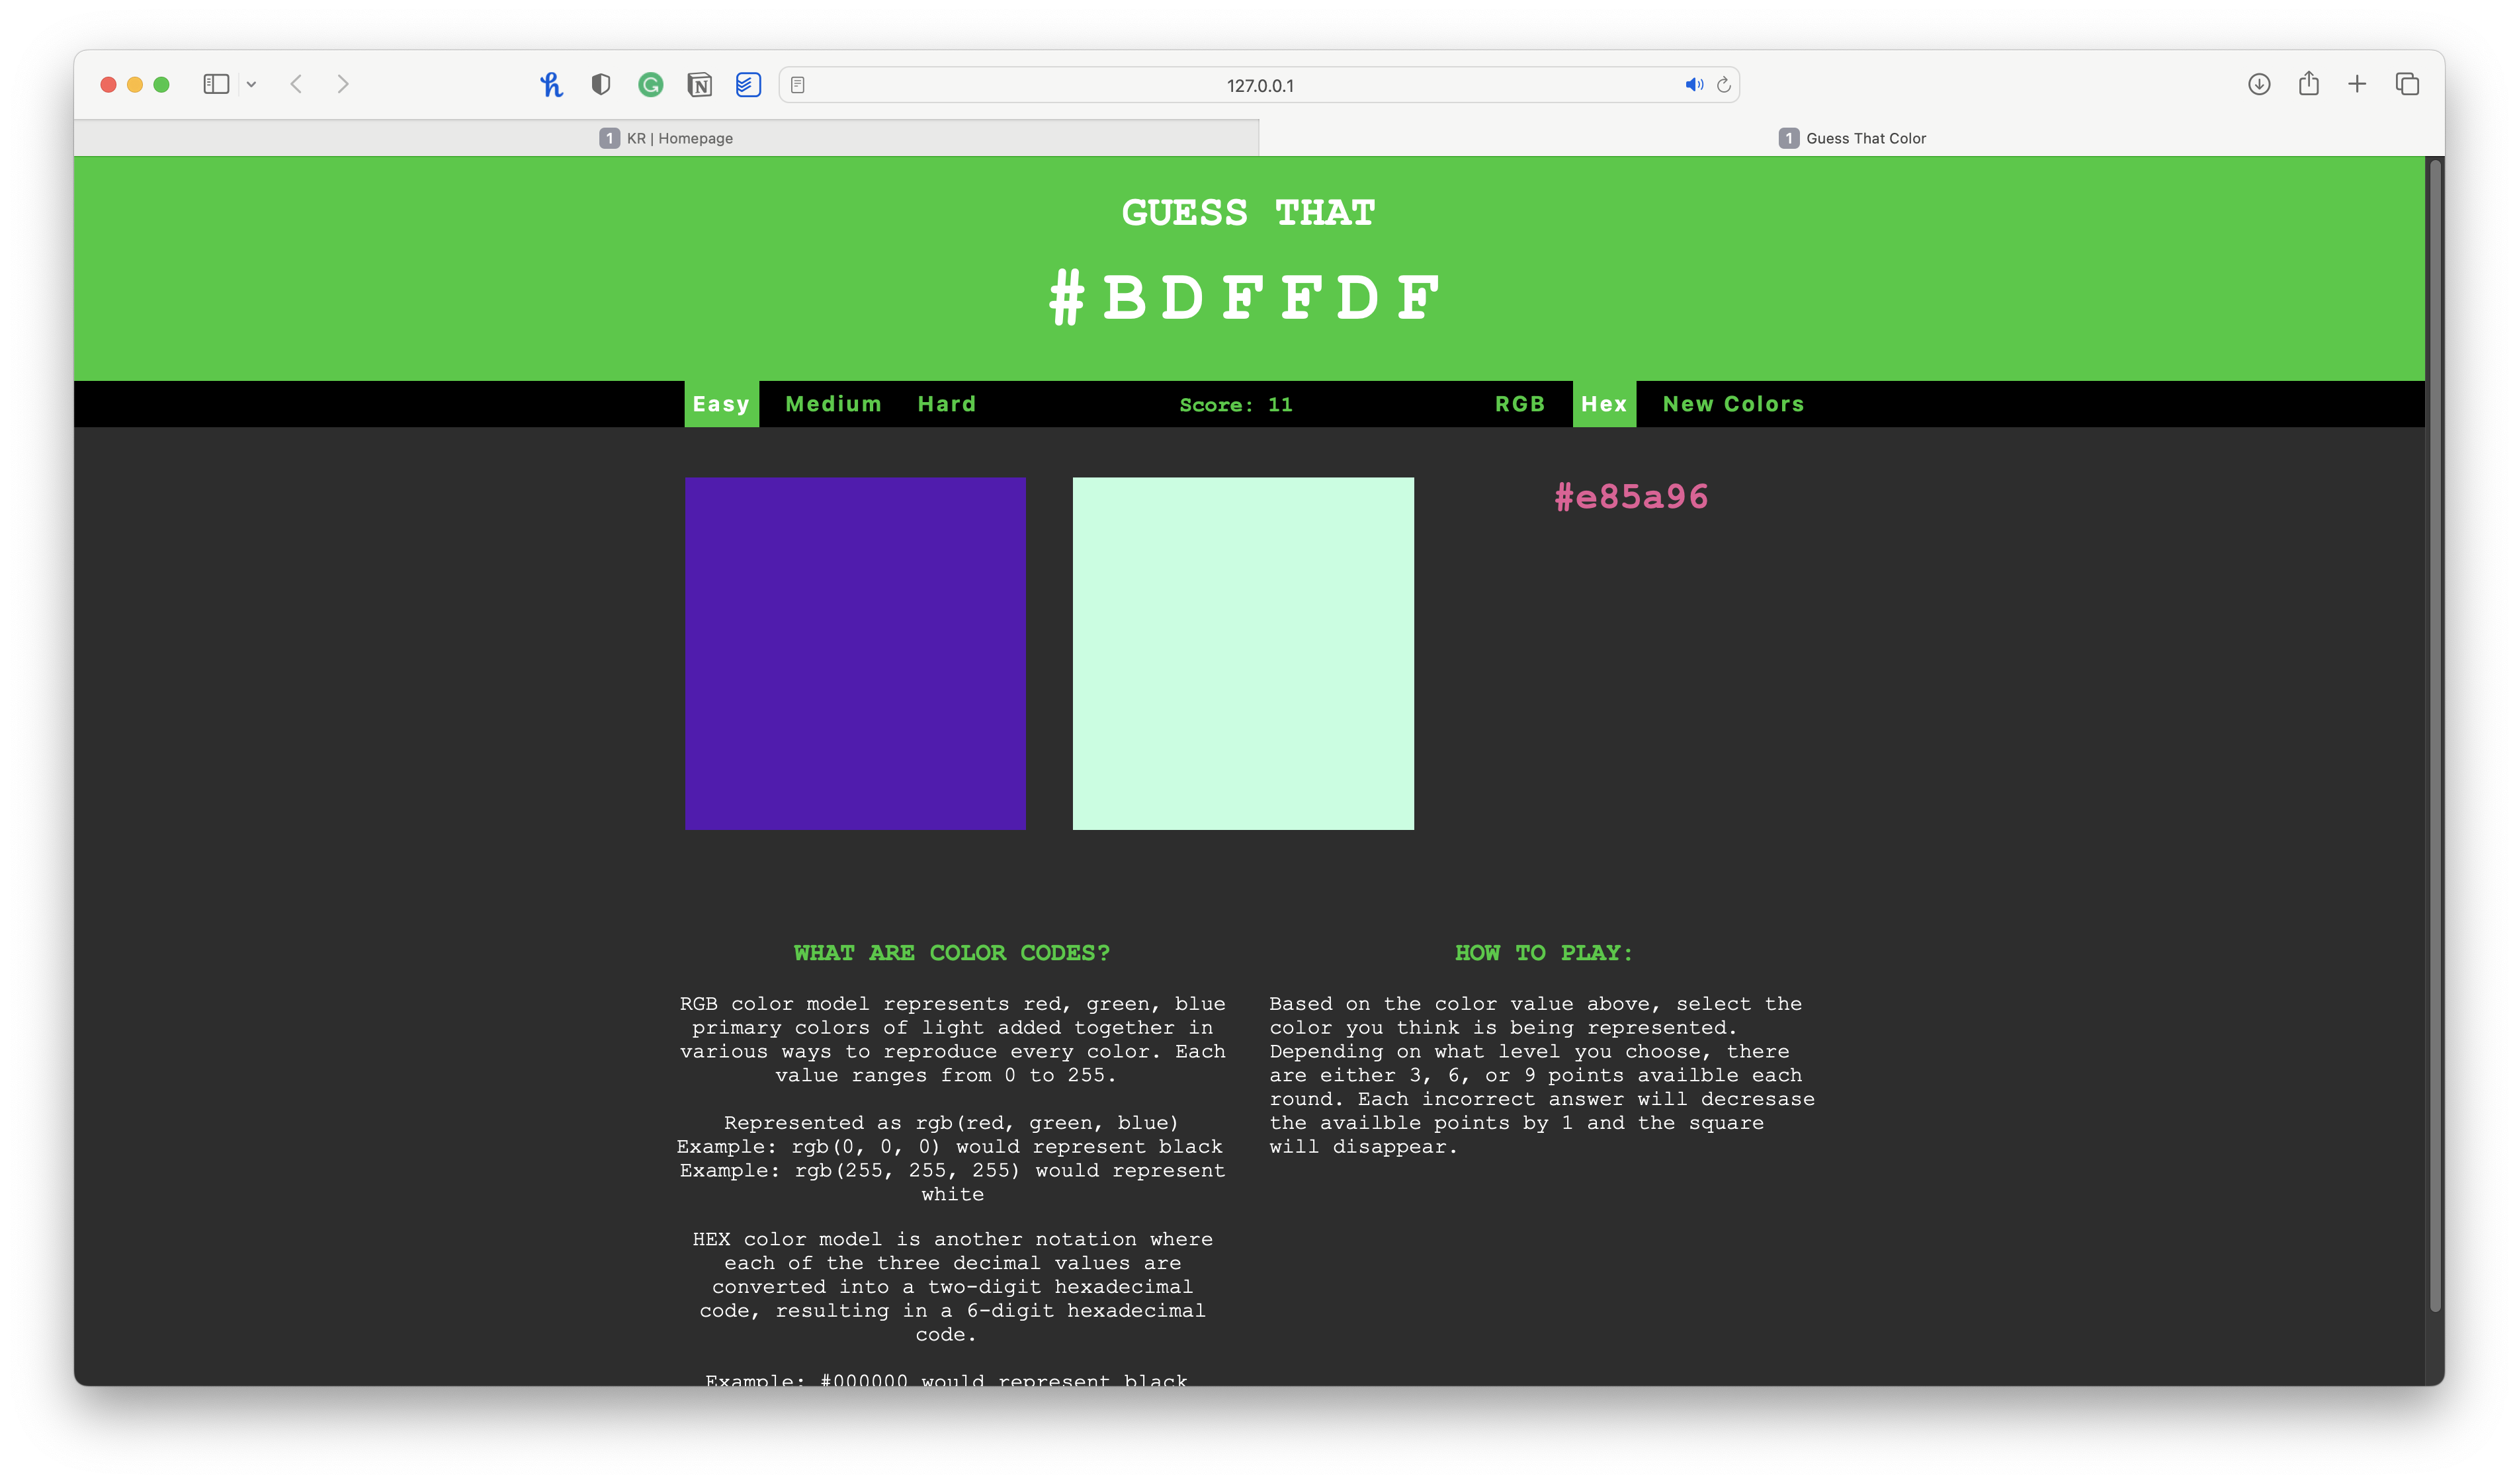 127.0.0.1
1 KR | Homepage
1 Guess That Color
GUESS THAT
#BDFFDF
Easy Medium Hard Score: 11 RGB Hex New Colors
#e85a96
WHAT ARE COLOR CODES?
RGB color model represents red, green, blue
primary colors of light added together in
various ways to reproduce every color. Each
value ranges from 0 to 255.
Represented as rgb(red, green, blue)
Example: rgb(0, 0, 0) would represent black
Example: rgb(255, 255, 255) would represent
white
HEX color model is another notation where
each of the three decimal values are
converted into a two-digit hexadecimal
code, resulting in a 6-digit hexadecimal
code.
Example: #000000 would represent black
HOW TO PLAY:
Based on the color value above, select the
color you think is being represented.
Depending on what level you choose, there
are either 3, 6, or 9 points availble each
round. Each incorrect answer will decresase
the availble points by 1 and the square
will disappear.